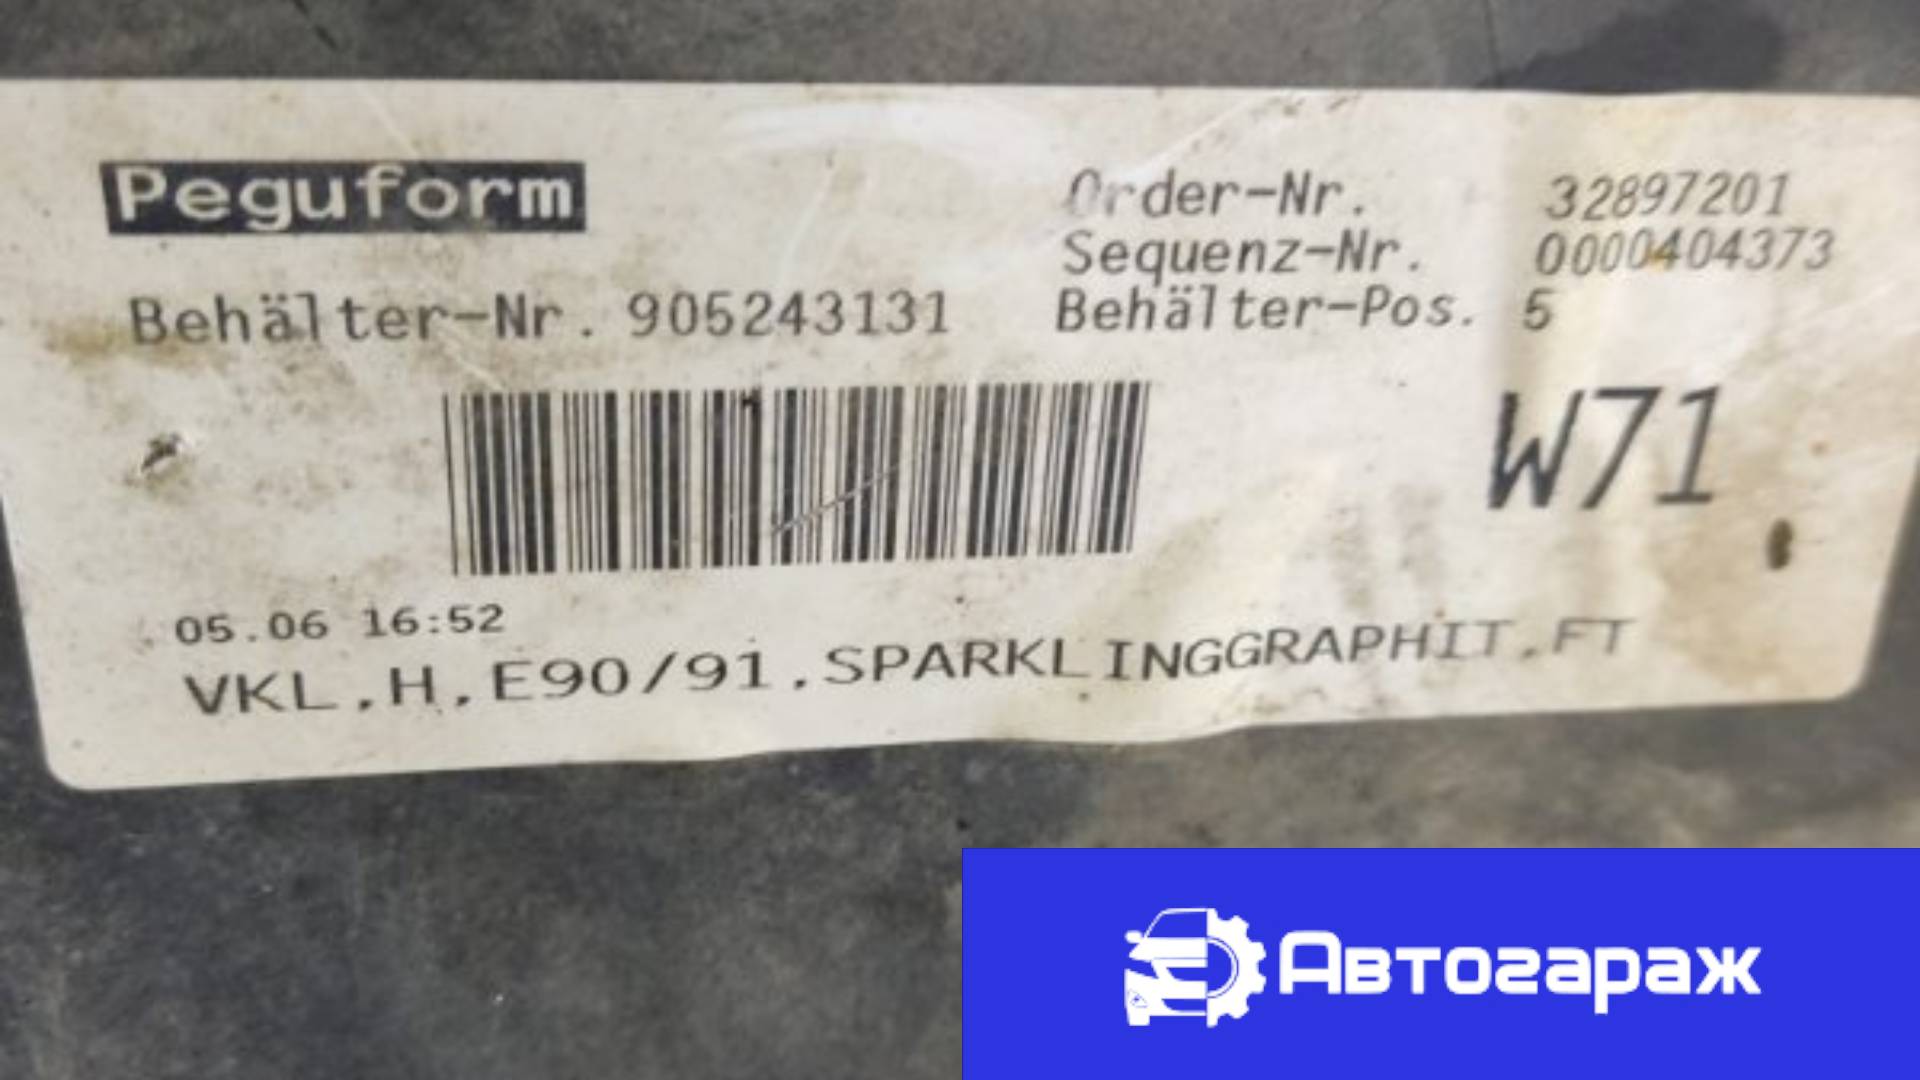 Peguform
Order-Nr. 32897201
Sequenz-Nr. 0000404373
Behälter-Nr. 905243131
Behälter-Pos. 5
W71
05.06 16:52
VKL.H.E90/91.SPARKLINGGRAPHIT.FT
Автогараж